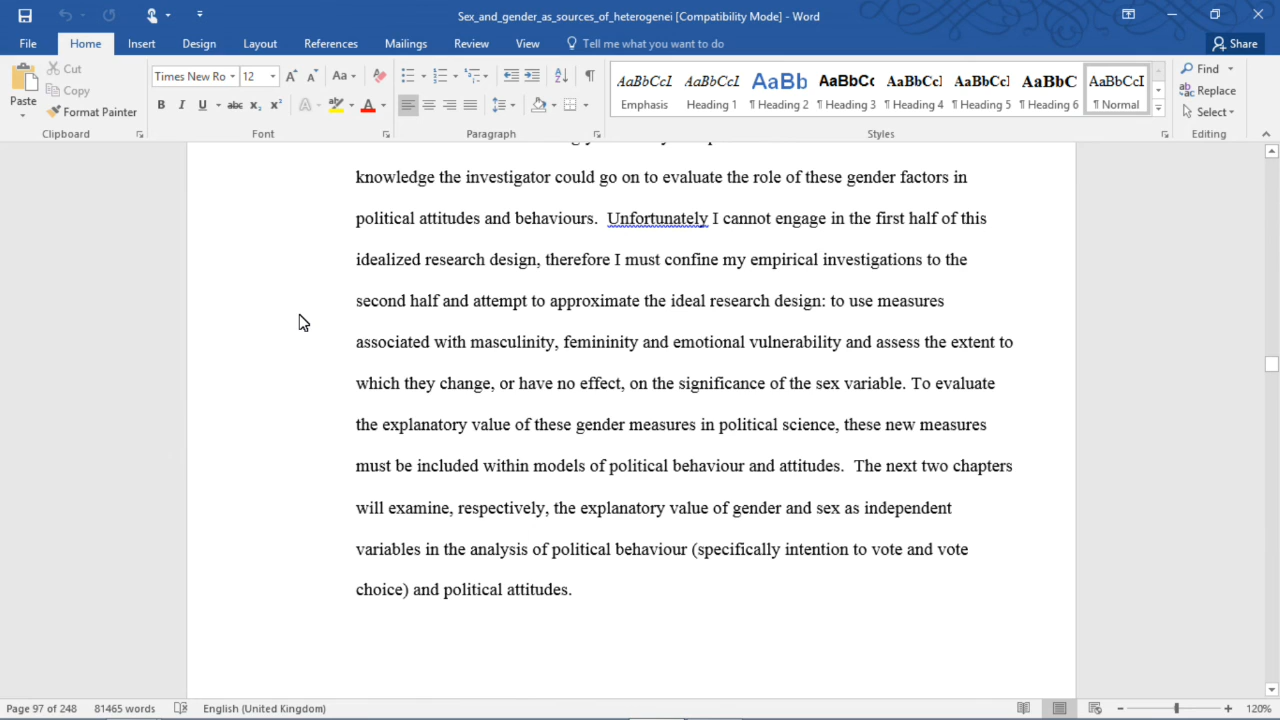 Sex_and_gender_as_sources_of_heterogenei [Compatibility Mode] - Word
File Home Insert Design Layout References Mailings Review View Tell me what you want to do Share
Paste Cut Copy Format Painter
Clipboard
Times New Ro 12
Font
Paragraph
AaBbCcI AaBbCcI AaBb AaBbCc AaBbCcI AaBbCcI AaBbC AaBbCcI
Emphasis Heading 1 ¶ Heading 2 ¶ Heading 3 ¶ Heading 4 ¶ Heading 5 ¶ Heading 6 ¶ Normal
Styles
Find
Replace
Select
Editing
knowledge the investigator could go on to evaluate the role of these gender factors in
political attitudes and behaviours.  Unfortunately I cannot engage in the first half of this
idealized research design, therefore I must confine my empirical investigations to the
second half and attempt to approximate the ideal research design: to use measures
associated with masculinity, femininity and emotional vulnerability and assess the extent to
which they change, or have no effect, on the significance of the sex variable. To evaluate
the explanatory value of these gender measures in political science, these new measures
must be included within models of political behaviour and attitudes.  The next two chapters
will examine, respectively, the explanatory value of gender and sex as independent
variables in the analysis of political behaviour (specifically intention to vote and vote
choice) and political attitudes.
Page 97 of 248 81465 words English (United Kingdom) 120%